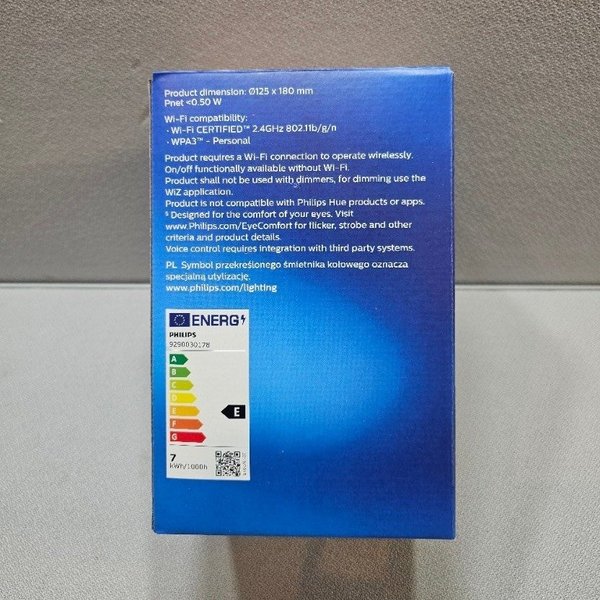 Product dimension: Ø125 x 180 mm
Pnet <0.50 W
Wi-Fi compatibility:
· Wi-Fi CERTIFIED™ 2.4GHz 802.11b/g/n
· WPA3™ - Personal
Product requires a Wi-Fi connection to operate wirelessly.
On/off functionally available without Wi-Fi.
Product shall not be used with dimmers, for dimming use the
WiZ application.
Product is not compatible with Philips Hue products or apps.
§ Designed for the comfort of your eyes. Visit
www.Philips.com/EyeComfort for flicker, strobe and other
criteria and product details.
Voice control requires integration with third party systems.
PL Symbol przekreślonego śmietnika kołowego oznacza
specjalną utylizację.
www.philips.com/lighting
ENERG
PHILIPS
9290030178
A
B
C
D
E
F
G
E
7
kWh/1000h